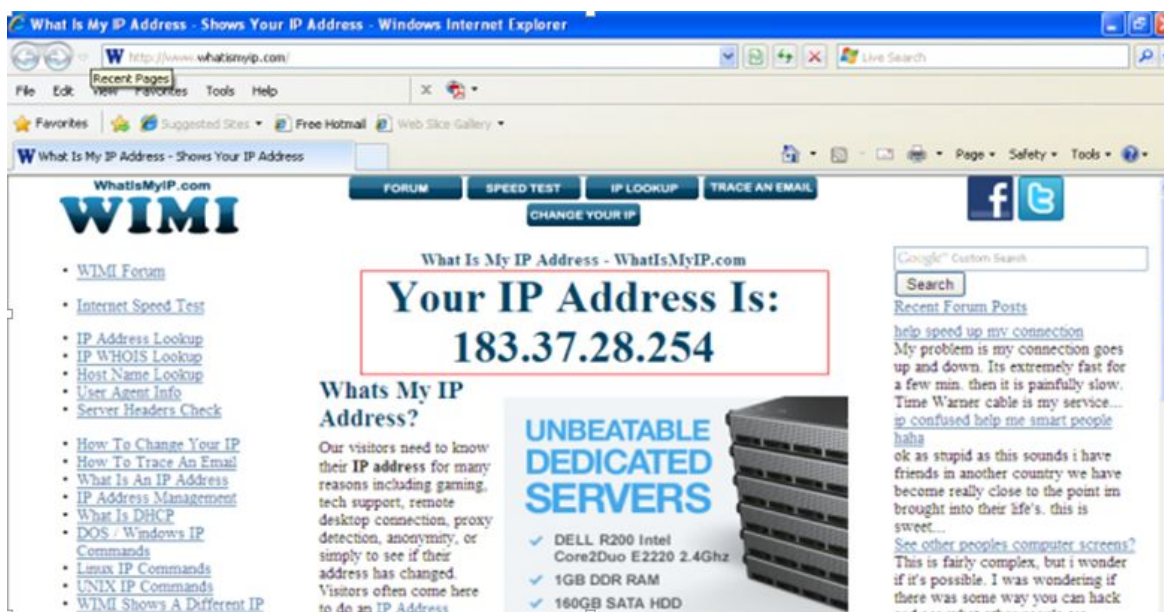 What Is My IP Address - Shows Your IP Address - Windows Internet Explorer
http://www.whatismyip.com/
Live Search
Recent Pages
File Edit View Favorites Tools Help
Favorites
Suggested Sites
Free Hotmail
Web Slice Gallery
What Is My IP Address - Shows Your IP Address
Page Safety Tools
WhatIsMyIP.com
WIMI
FORUM
SPEED TEST
IP LOOKUP
TRACE AN EMAIL
CHANGE YOUR IP
WIMI Forum
Internet Speed Test
IP Address Lookup
IP WHOIS Lookup
Host Name Lookup
User Agent Info
Server Headers Check
How To Change Your IP
How To Trace An Email
What Is An IP Address
IP Address Management
What Is DHCP
DOS / Windows IP
Commands
Linux IP Commands
UNIX IP Commands
WIMI Shows A Different IP
What Is My IP Address - WhatIsMyIP.com
Your IP Address Is:
183.37.28.254
Whats My IP
Address?
Our visitors need to know
their IP address for many
reasons including gaming,
tech support, remote
desktop connection, proxy
detection, anonymity, or
simply to see if their
address has changed.
Visitors often come here
to do an IP Address
UNBEATABLE
DEDICATED
SERVERS
DELL R200 Intel
Core2Duo E2220 2.4Ghz
1GB DDR RAM
160GB SATA HDD
Google™ Custom Search
Search
Recent Forum Posts
help speed up my connection
My problem is my connection goes
up and down. Its extremely fast for
a few min. then it is painfully slow.
Time Warner cable is my service....
ip confused help me smart people
haha
ok as stupid as this sounds i have
friends in another country we have
become really close to the point im
brought into their life's. this is
sweet....
See other peoples computer screens?
This is fairly complex, but i wonder
if it's possible. I was wondering if
there was some way you can hack